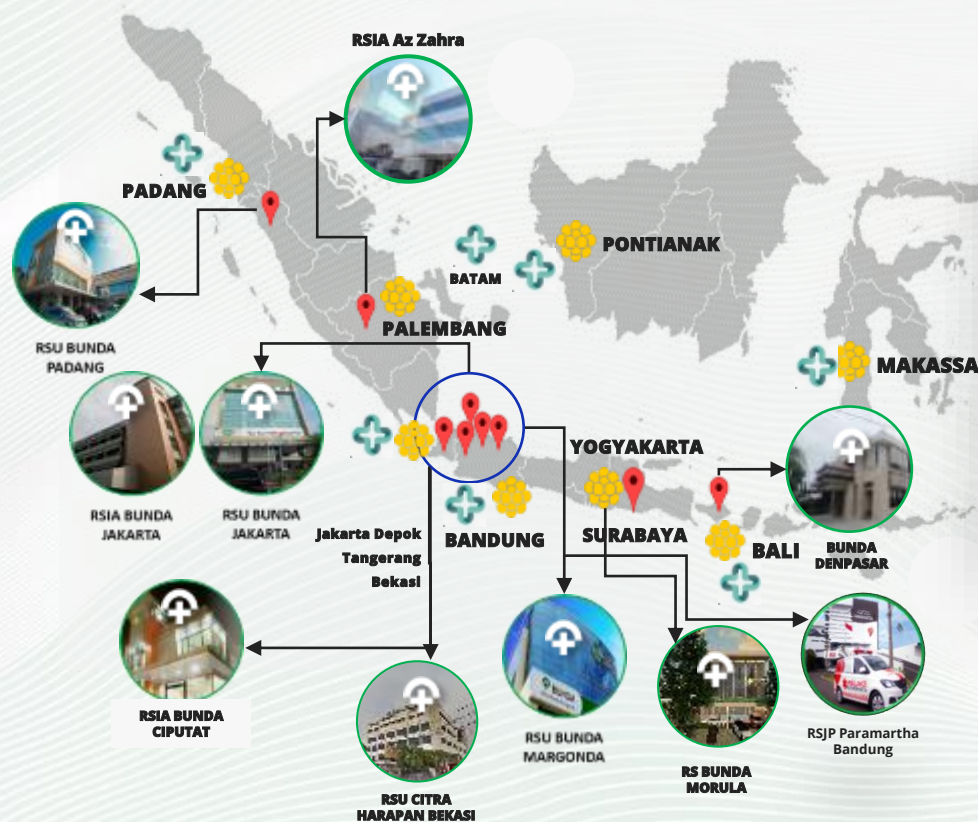 RSIA Az Zahra
PADANG
PONTIANAK
BATAM
PALEMBANG
RSU BUNDA
PADANG
MAKASSA
YOGYAKARTA
RSIA BUNDA
JAKARTA
RSU BUNDA
JAKARTA
Jakarta Depok
Tangerang
Bekasi
BANDUNG
SURABAYA
BALI
BUNDA
DENPASAR
RSIA BUNDA
CIPUTAT
RSU CITRA
HARAPAN BEKASI
RSU BUNDA
MARGONDA
RS BUNDA
MORULA
RSJP Paramartha
Bandung